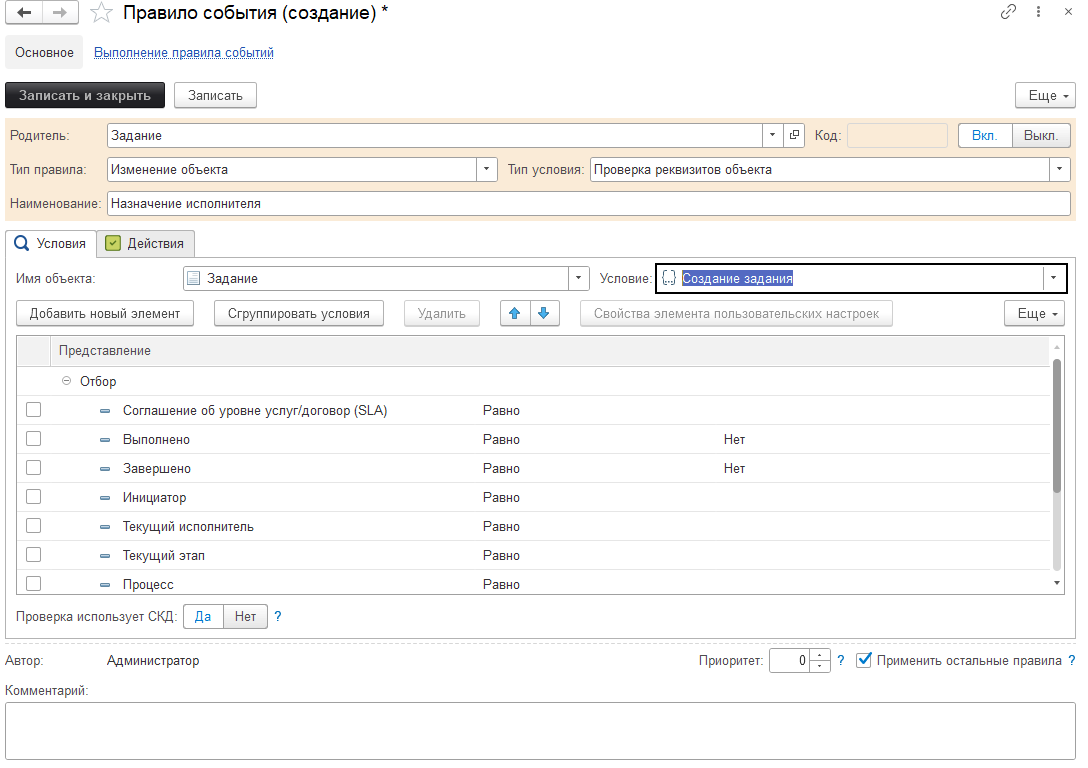 Правило события (создание) *
Основное Выполнение правила событий
Записать и закрыть Записать Еще
Родитель: Задание Код: Вкл. Выкл.
Тип правила: Изменение объекта Тип условия: Проверка реквизитов объекта
Наименование: Назначение исполнителя
Условия Действия
Имя объекта: Задание Условие: Создание задания
Добавить новый элемент Сгруппировать условия Удалить Свойства элемента пользовательских настроек Еще
Представление
Отбор
Соглашение об уровне услуг/договор (SLA) Равно
Выполнено Равно Нет
Завершено Равно Нет
Инициатор Равно
Текущий исполнитель Равно
Текущий этап Равно
Процесс Равно
Проверка использует СКД: Да Нет ?
Автор: Администратор Приоритет: 0 ? Применить остальные правила ?
Комментарий: